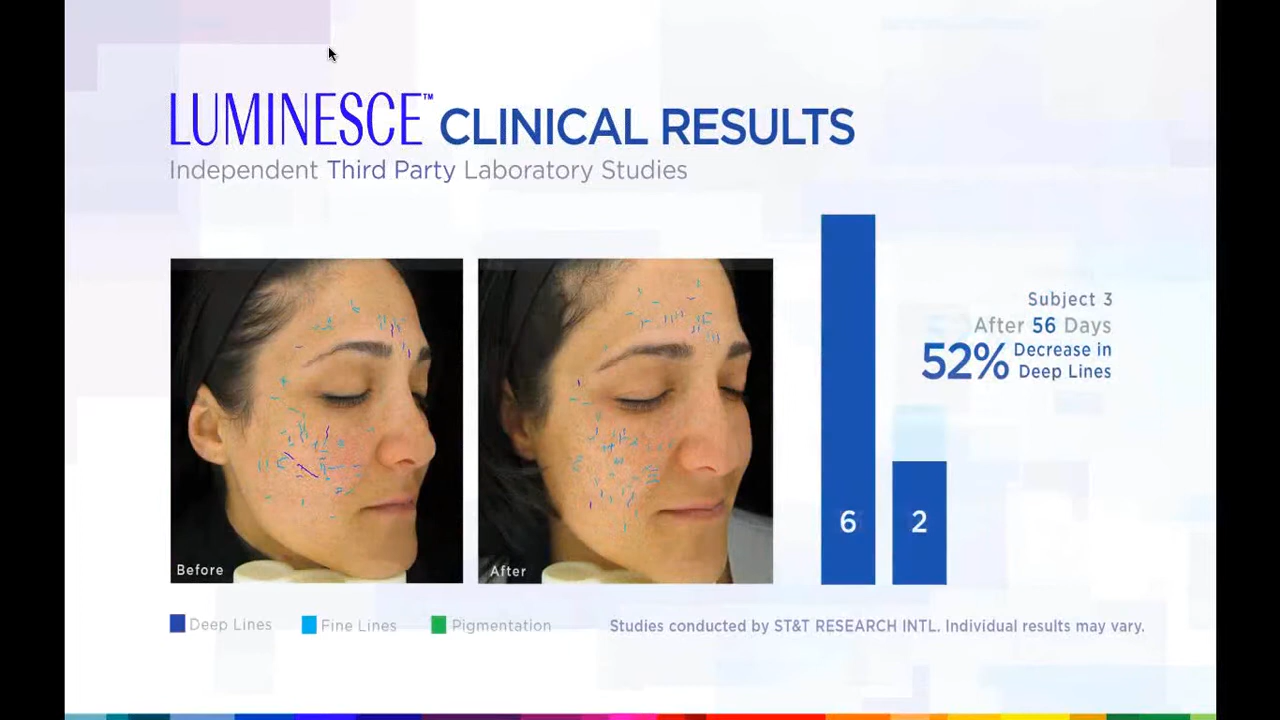 LUMINESCE™ CLINICAL RESULTS
Independent Third Party Laboratory Studies
Subject 3
After 56 Days
52% Decrease in
Deep Lines
6
2
Before
After
Deep Lines
Fine Lines
Pigmentation
Studies conducted by ST&T RESEARCH INTL. Individual results may vary.